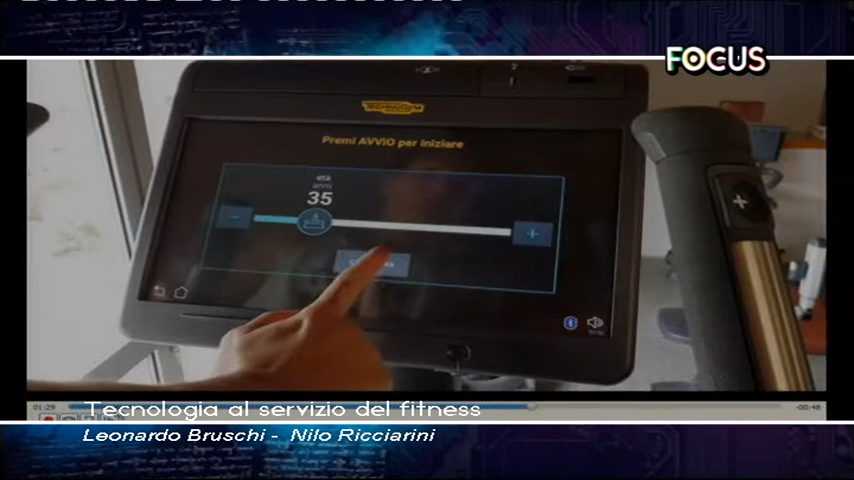 FOCUS
TECHNOGYM
Premi AVVIO per iniziare
età
anni
35
- +
+
01:29 -00:48
Tecnologia al servizio del fitness
Leonardo Bruschi - Nilo Ricciarini